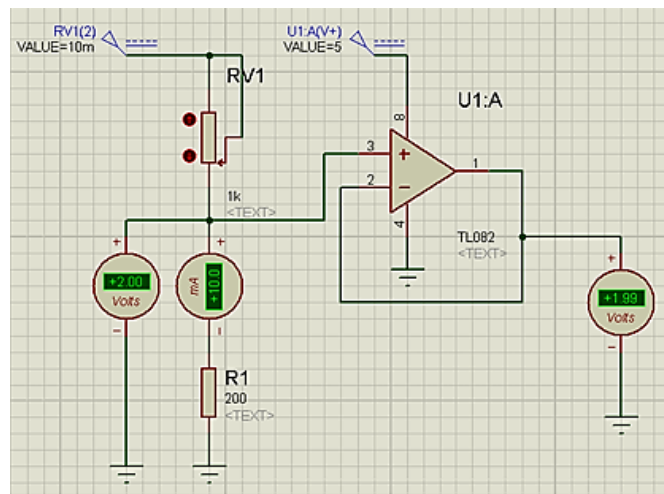 RV1(2)
VALUE=10m
U1:A(V+)
VALUE=5
RV1
U1:A
8
3
+
1
2
−
1k
<TEXT>
4
TL082
<TEXT>
+
+
+
+2.00
Volts
mA
+10.0
+1.99
Volts
−
−
−
R1
200
<TEXT>